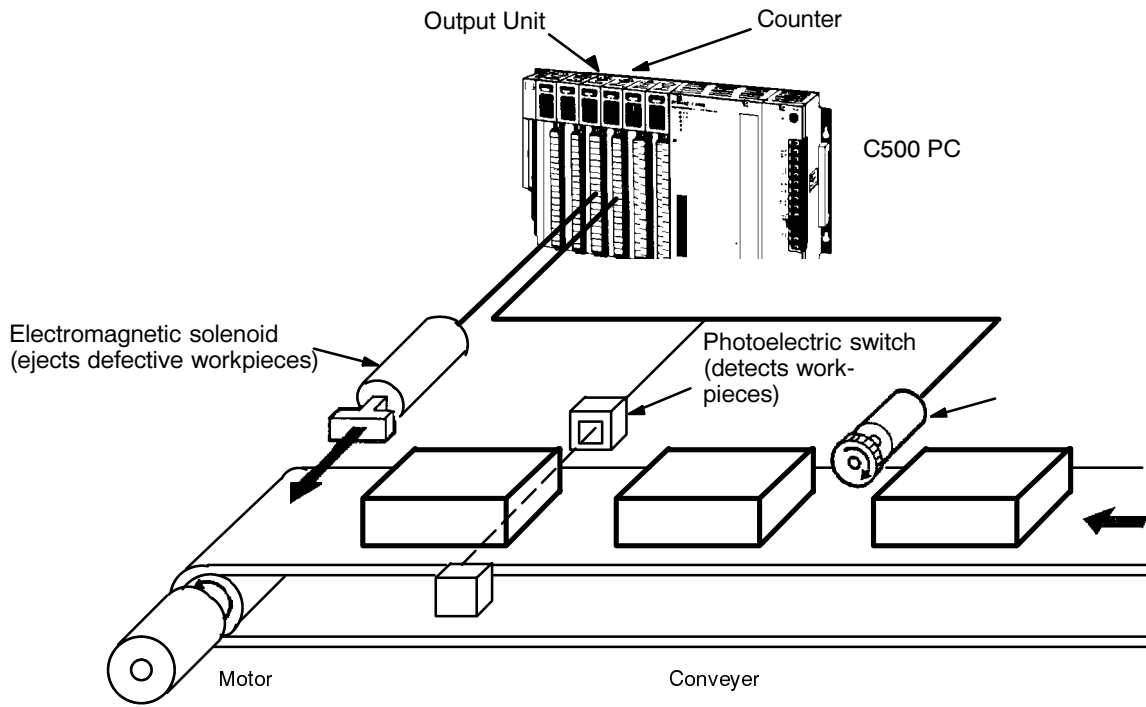 Output Unit
Counter
C500 PC
Electromagnetic solenoid
(ejects defective workpieces)
Photoelectric switch
(detects work-
pieces)
Motor
Conveyer